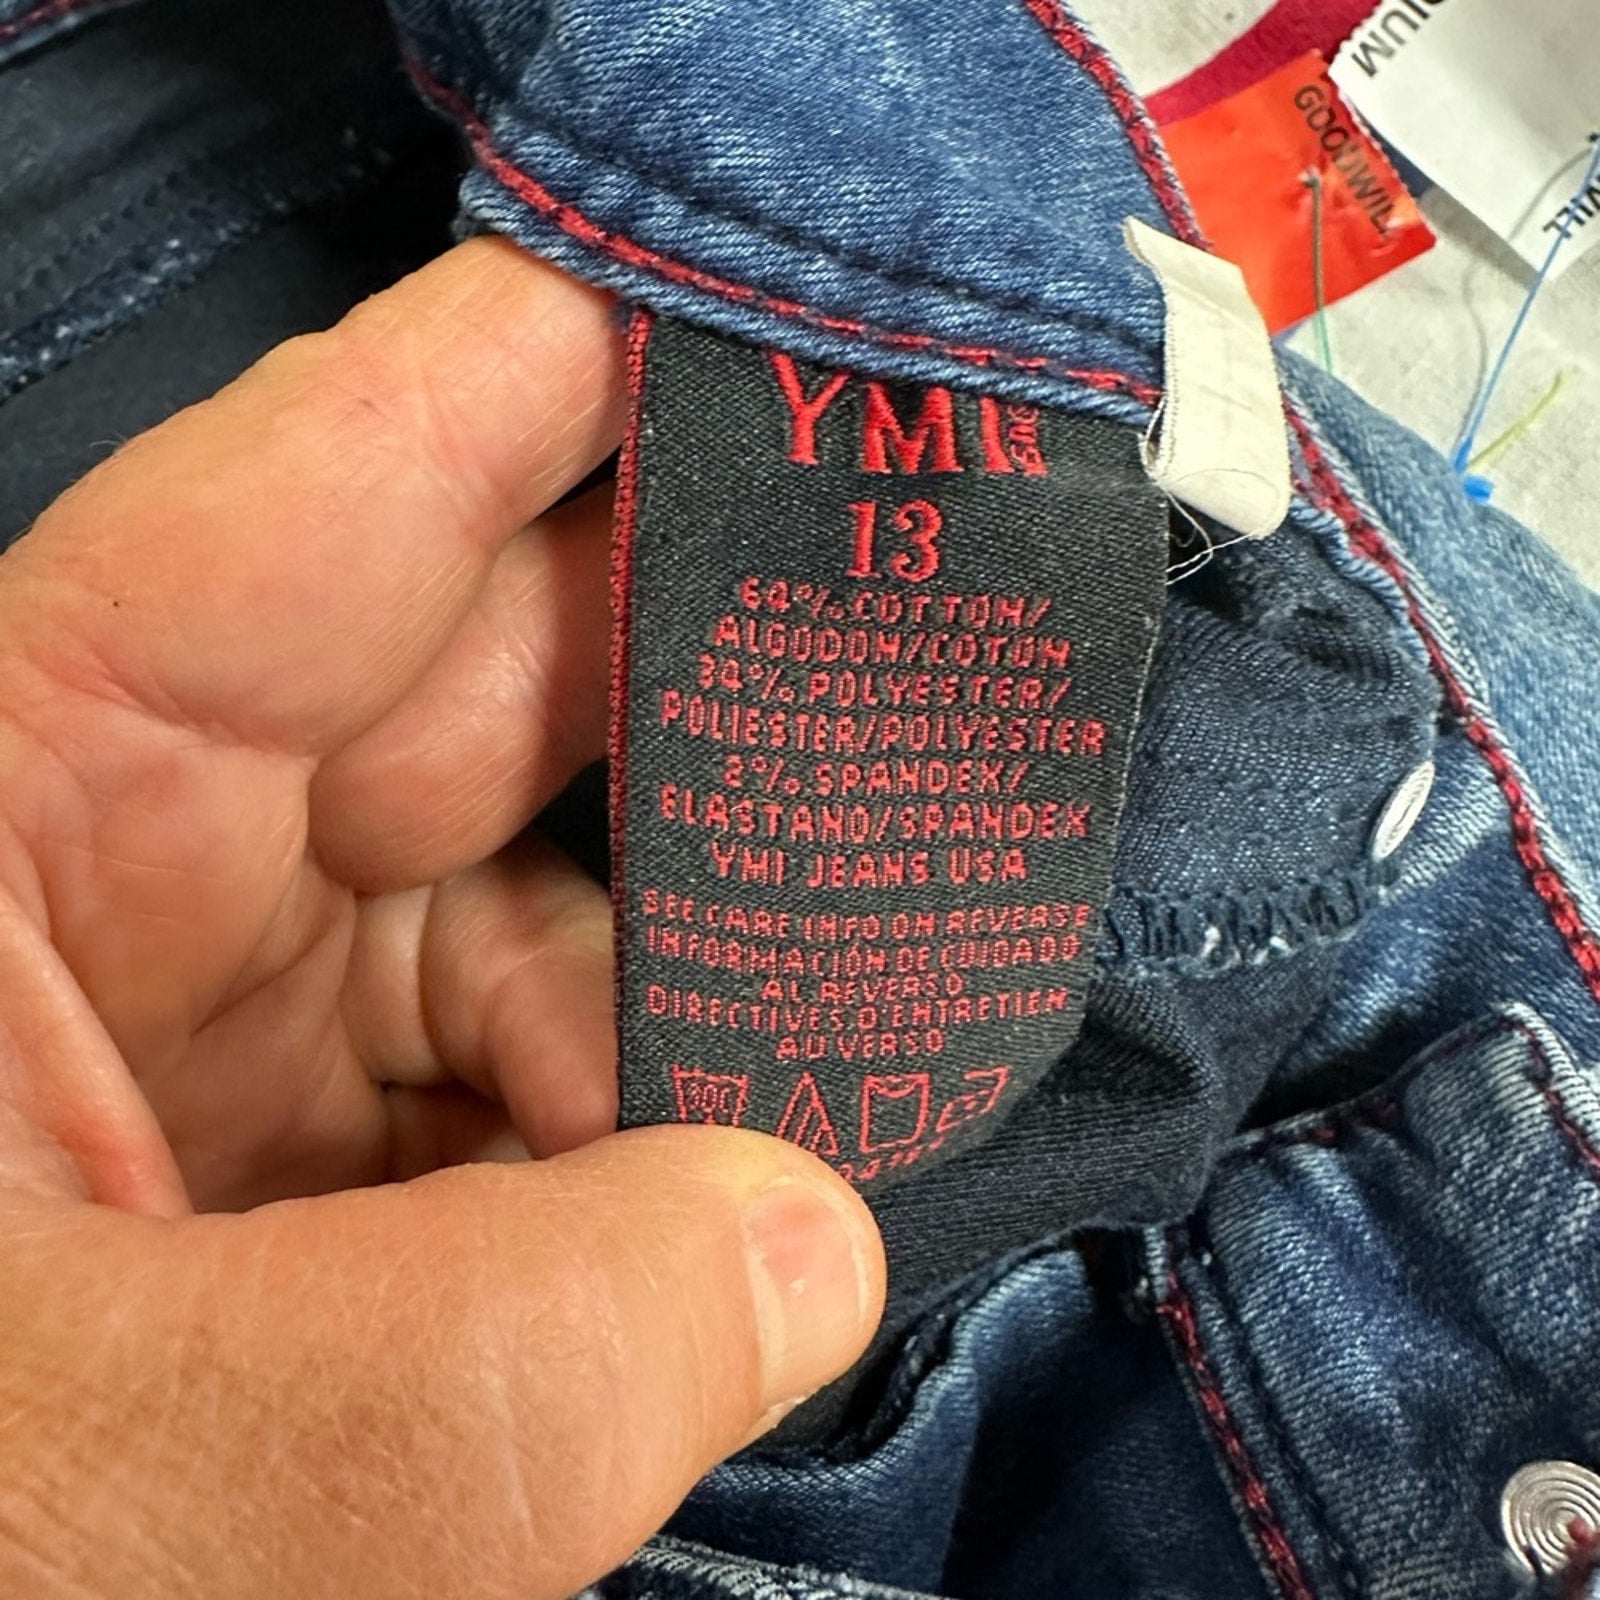 YMI
13
64% COTTON/
ALGODON/COTON
34% POLYESTER/
POLIESTER/POLYESTER
2% SPANDEX/
ELASTANO/SPANDEX
YMI JEANS USA
SEE CARE INFO ON REVERSE
INFORMACIÓN DE CUIDADO
AL REVERSO
DIRECTIVES D'ENTRETIEN
AU VERSO
30C
GOODWILL